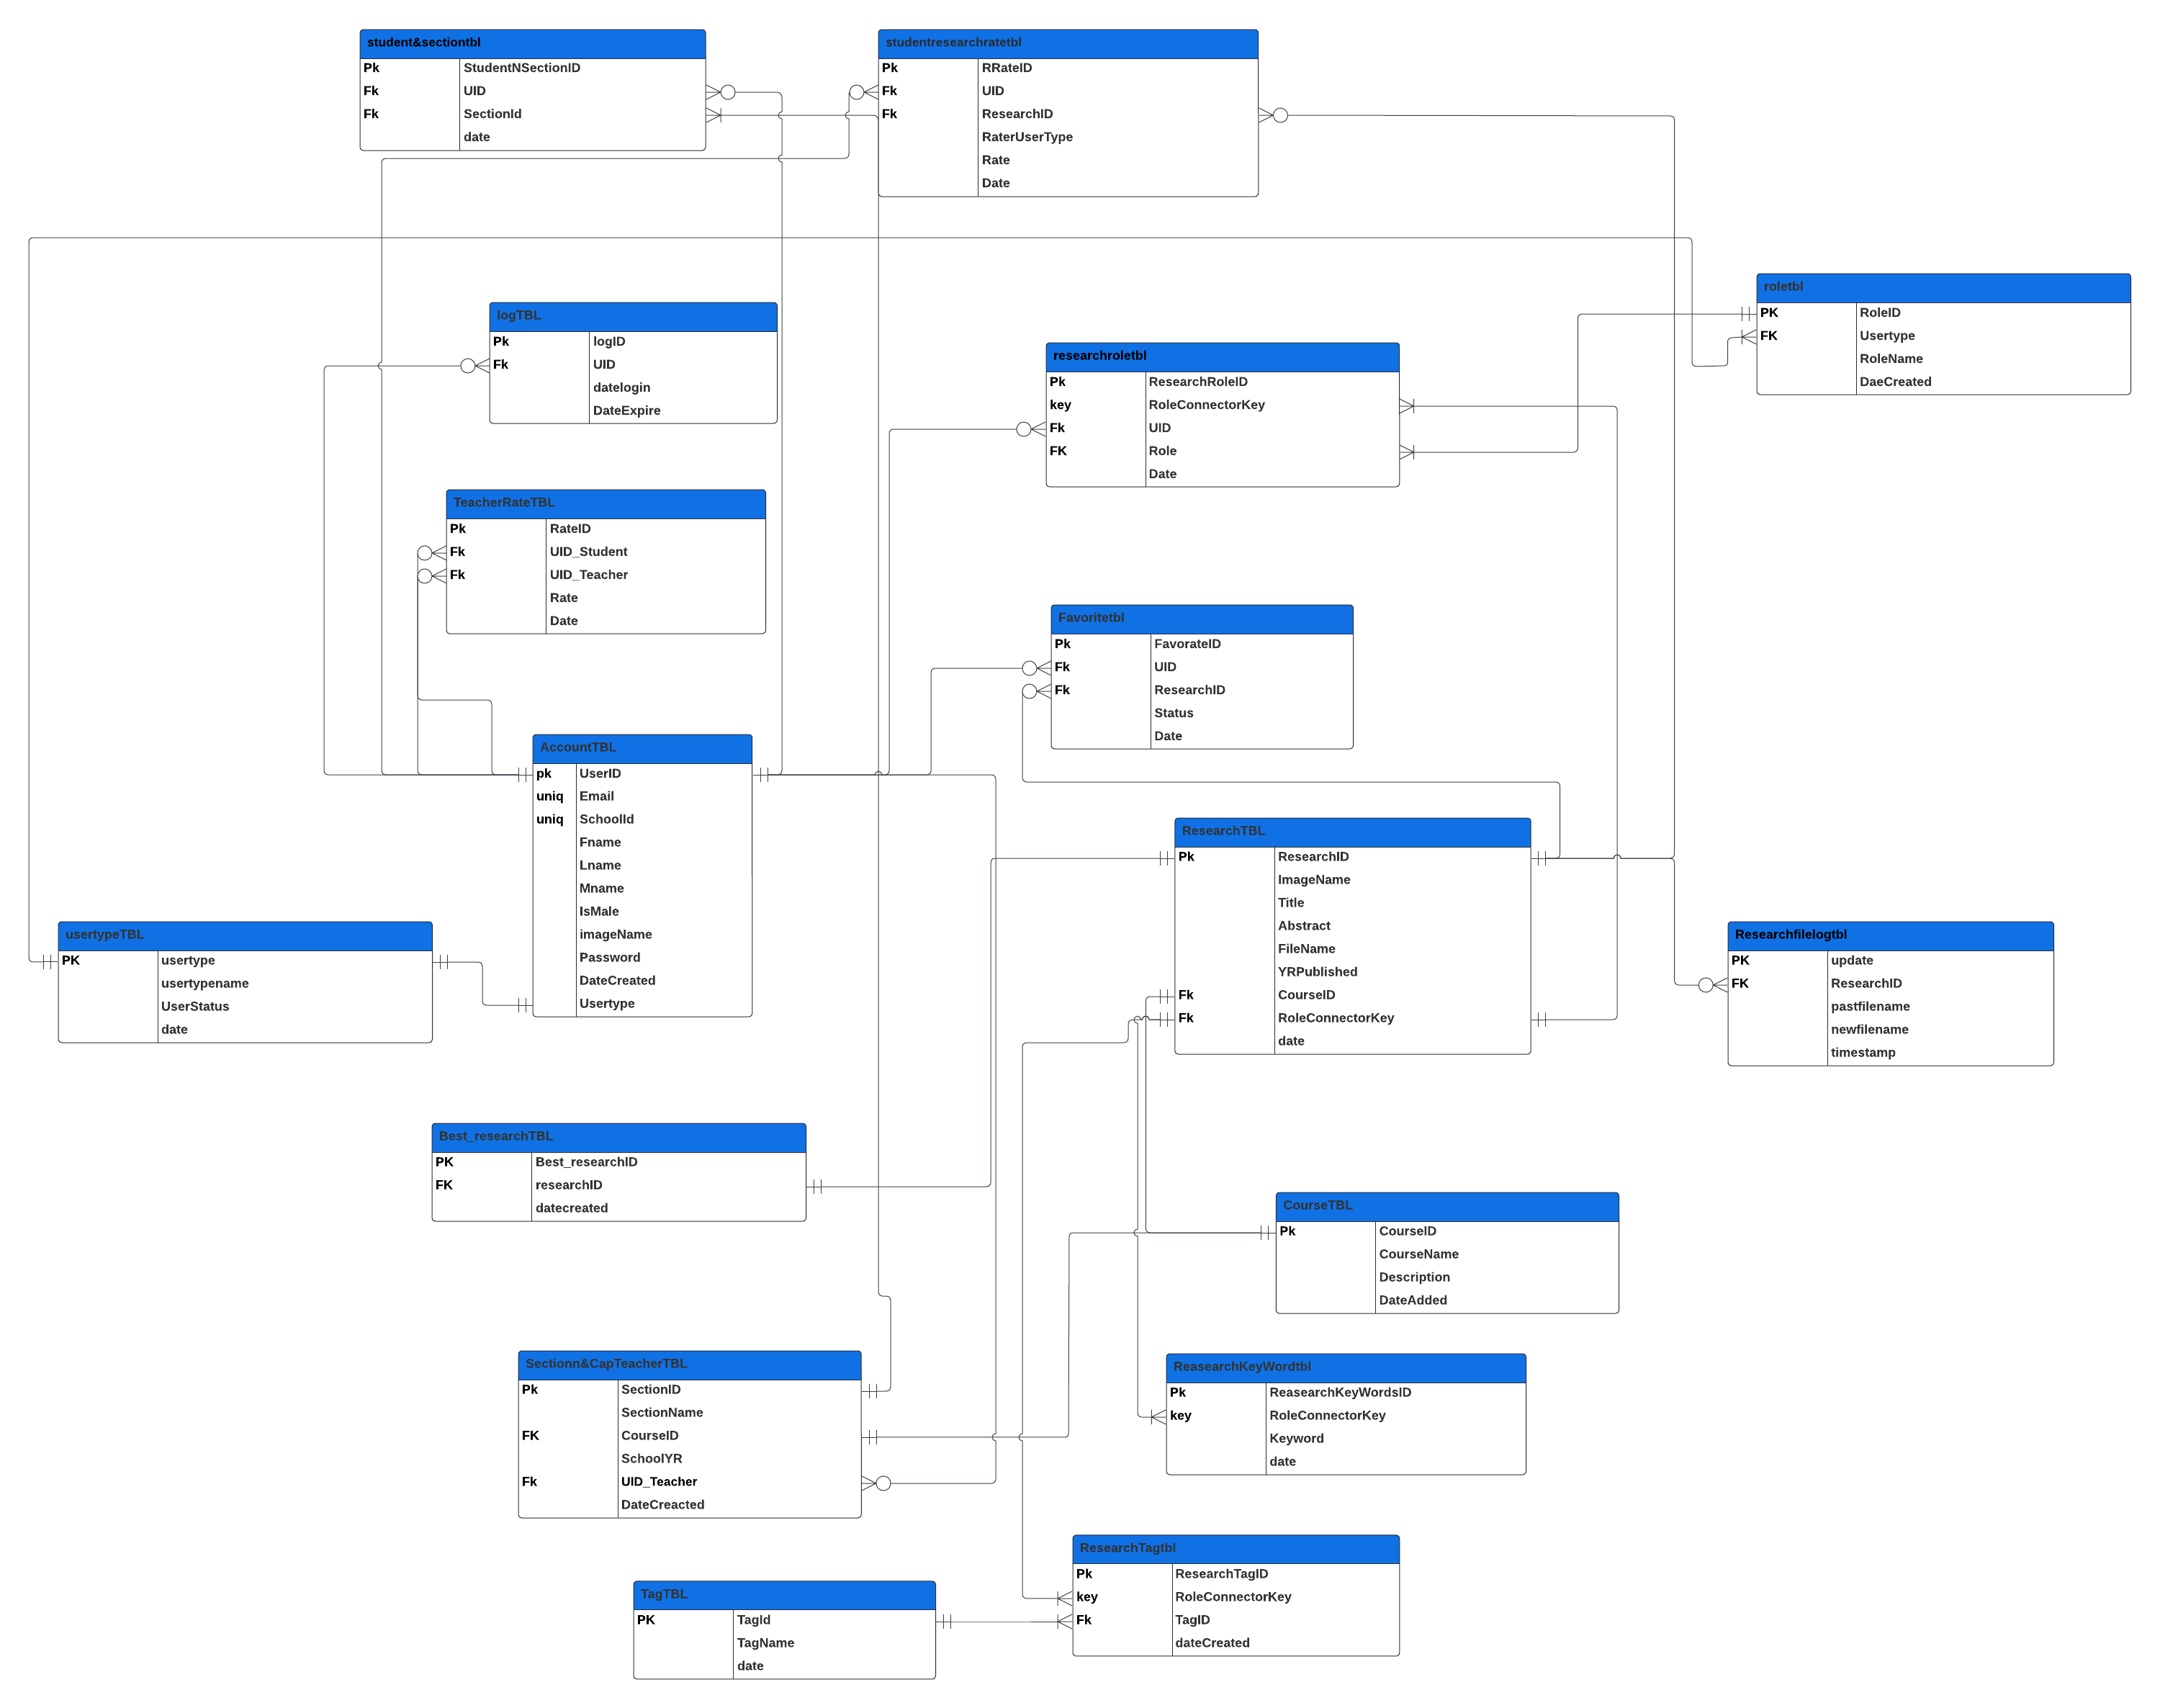 student&sectiontbl
Pk StudentNSectionID
Fk UID
Fk SectionId
date
studentresearchratetbl
Pk RRateID
Fk UID
Fk ResearchID
RaterUserType
Rate
Date
roletbl
PK RoleID
FK Usertype
RoleName
DaeCreated
logTBL
Pk logID
Fk UID
datelogin
DateExpire
researchroletbl
Pk ResearchRoleID
key RoleConnectorKey
Fk UID
FK Role
Date
TeacherRateTBL
Pk RateID
Fk UID_Student
Fk UID_Teacher
Rate
Date
Favoritetbl
Pk FavorateID
Fk UID
Fk ResearchID
Status
Date
AccountTBL
pk UserID
uniq Email
uniq SchoolId
Fname
Lname
Mname
IsMale
imageName
Password
DateCreated
Usertype
ResearchTBL
Pk ResearchID
ImageName
Title
Abstract
FileName
YRPublished
Fk CourseID
Fk RoleConnectorKey
date
usertypeTBL
PK usertype
usertypename
UserStatus
date
Researchfilelogtbl
PK update
FK ResearchID
pastfilename
newfilename
timestamp
Best_researchTBL
PK Best_researchID
FK researchID
datecreated
CourseTBL
Pk CourseID
CourseName
Description
DateAdded
Sectionn&CapTeacherTBL
Pk SectionID
SectionName
FK CourseID
SchoolYR
Fk UID_Teacher
DateCreacted
ReasearchKeyWordtbl
Pk ReasearchKeyWordsID
key RoleConnectorKey
Keyword
date
ResearchTagtbl
Pk ResearchTagID
key RoleConnectorKey
Fk TagID
dateCreated
TagTBL
PK TagId
TagName
date